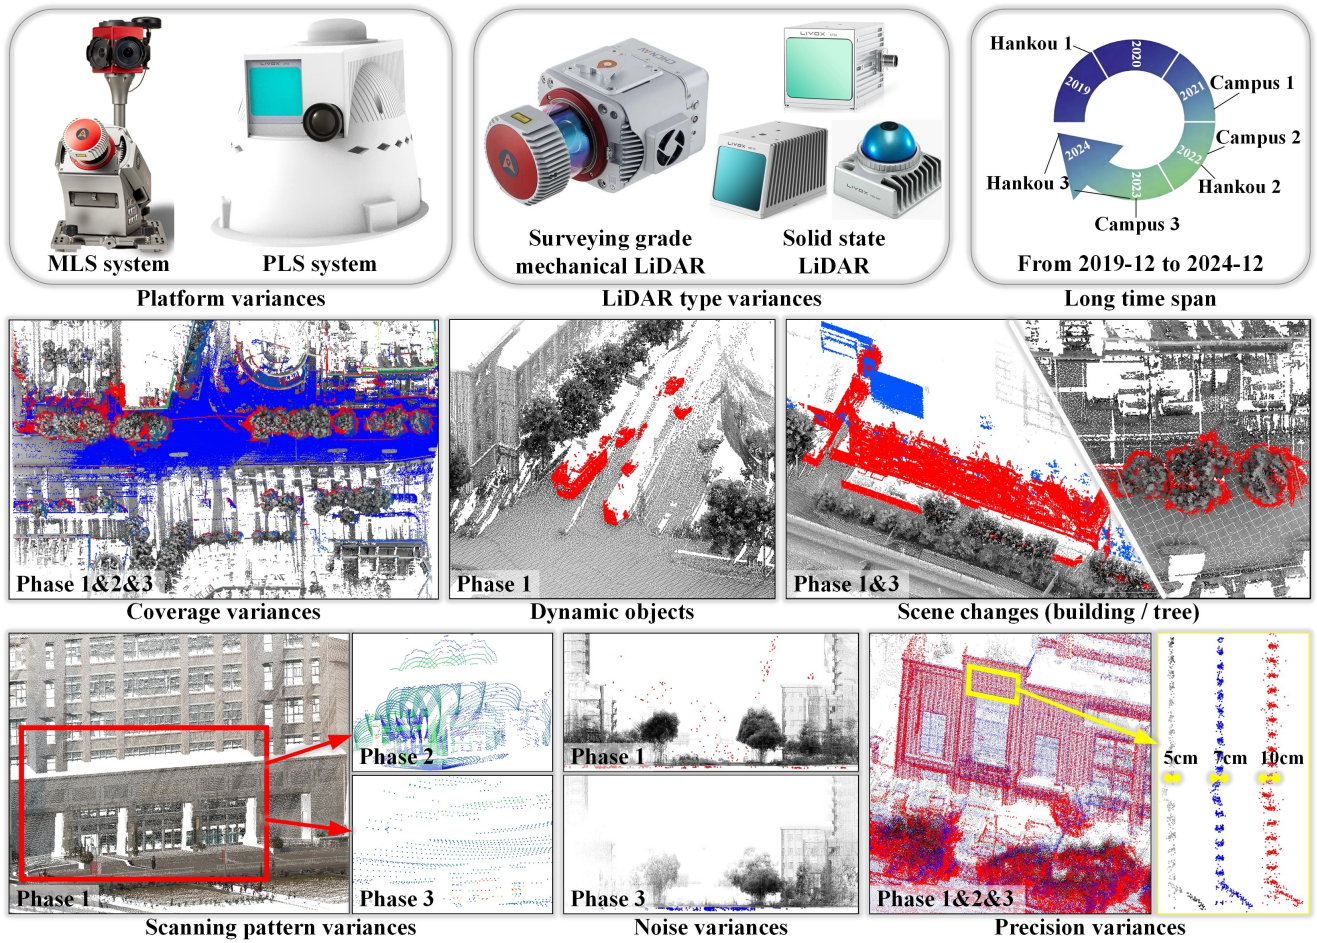 MLS system
PLS system
Platform variances
LIVOX
Surveying grade
mechanical LiDAR
LIVOX
LIVOX
LIVOX
Solid state
LiDAR
LiDAR type variances
Hankou 1
2019
2020
2021
Campus 1
Campus 2
2022
Hankou 2
2023
Campus 3
2024
Hankou 3
From 2019-12 to 2024-12
Long time span
Phase 1&2&3
Coverage variances
Phase 1
Dynamic objects
Phase 1&3
Scene changes (building / tree)
Phase 1
Phase 2
Phase 3
Scanning pattern variances
Phase 1
Phase 3
Noise variances
Phase 1&2&3
5cm
7cm
10cm
Precision variances